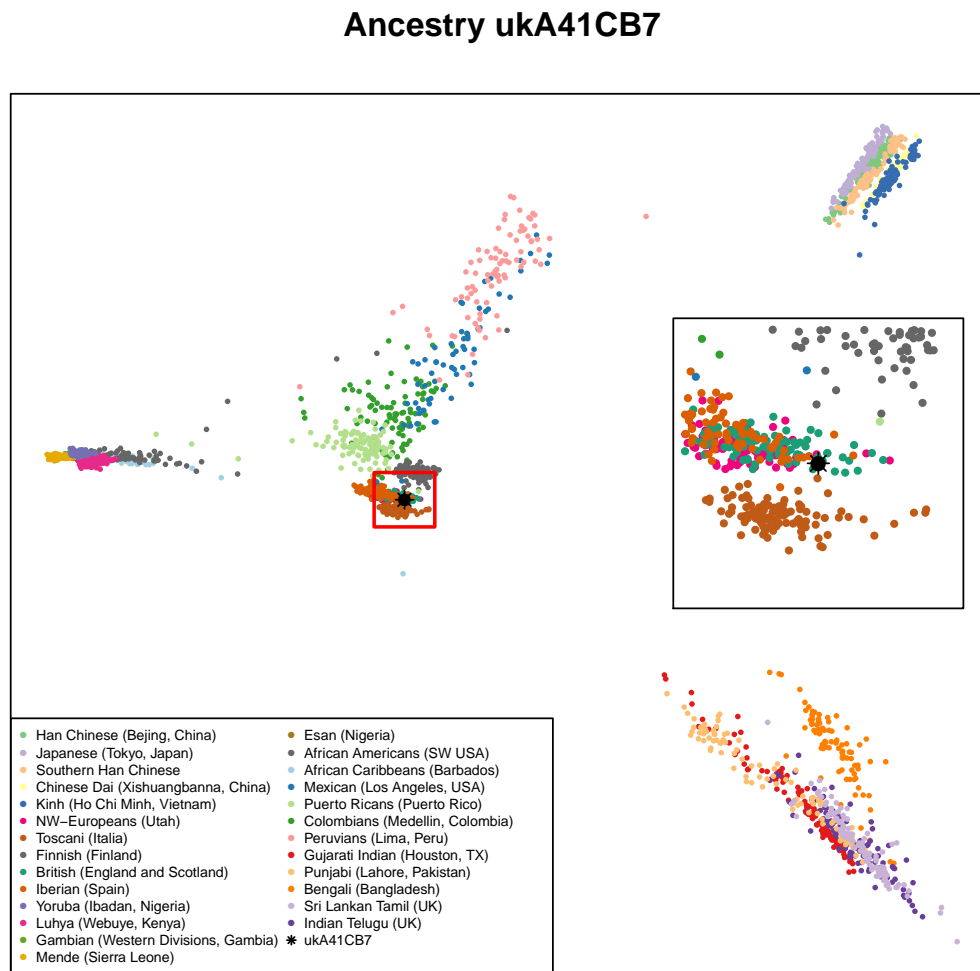 Ancestry ukA41CB7
Han Chinese (Bejing, China)
Japanese (Tokyo, Japan)
Southern Han Chinese
Chinese Dai (Xishuangbanna, China)
Kinh (Ho Chi Minh, Vietnam)
NW−Europeans (Utah)
Toscani (Italia)
Finnish (Finland)
British (England and Scotland)
Iberian (Spain)
Yoruba (Ibadan, Nigeria)
Luhya (Webuye, Kenya)
Gambian (Western Divisions, Gambia)
Mende (Sierra Leone)
Esan (Nigeria)
African Americans (SW USA)
African Caribbeans (Barbados)
Mexican (Los Angeles, USA)
Puerto Ricans (Puerto Rico)
Colombians (Medellin, Colombia)
Peruvians (Lima, Peru)
Gujarati Indian (Houston, TX)
Punjabi (Lahore, Pakistan)
Bengali (Bangladesh)
Sri Lankan Tamil (UK)
Indian Telugu (UK)
ukA41CB7